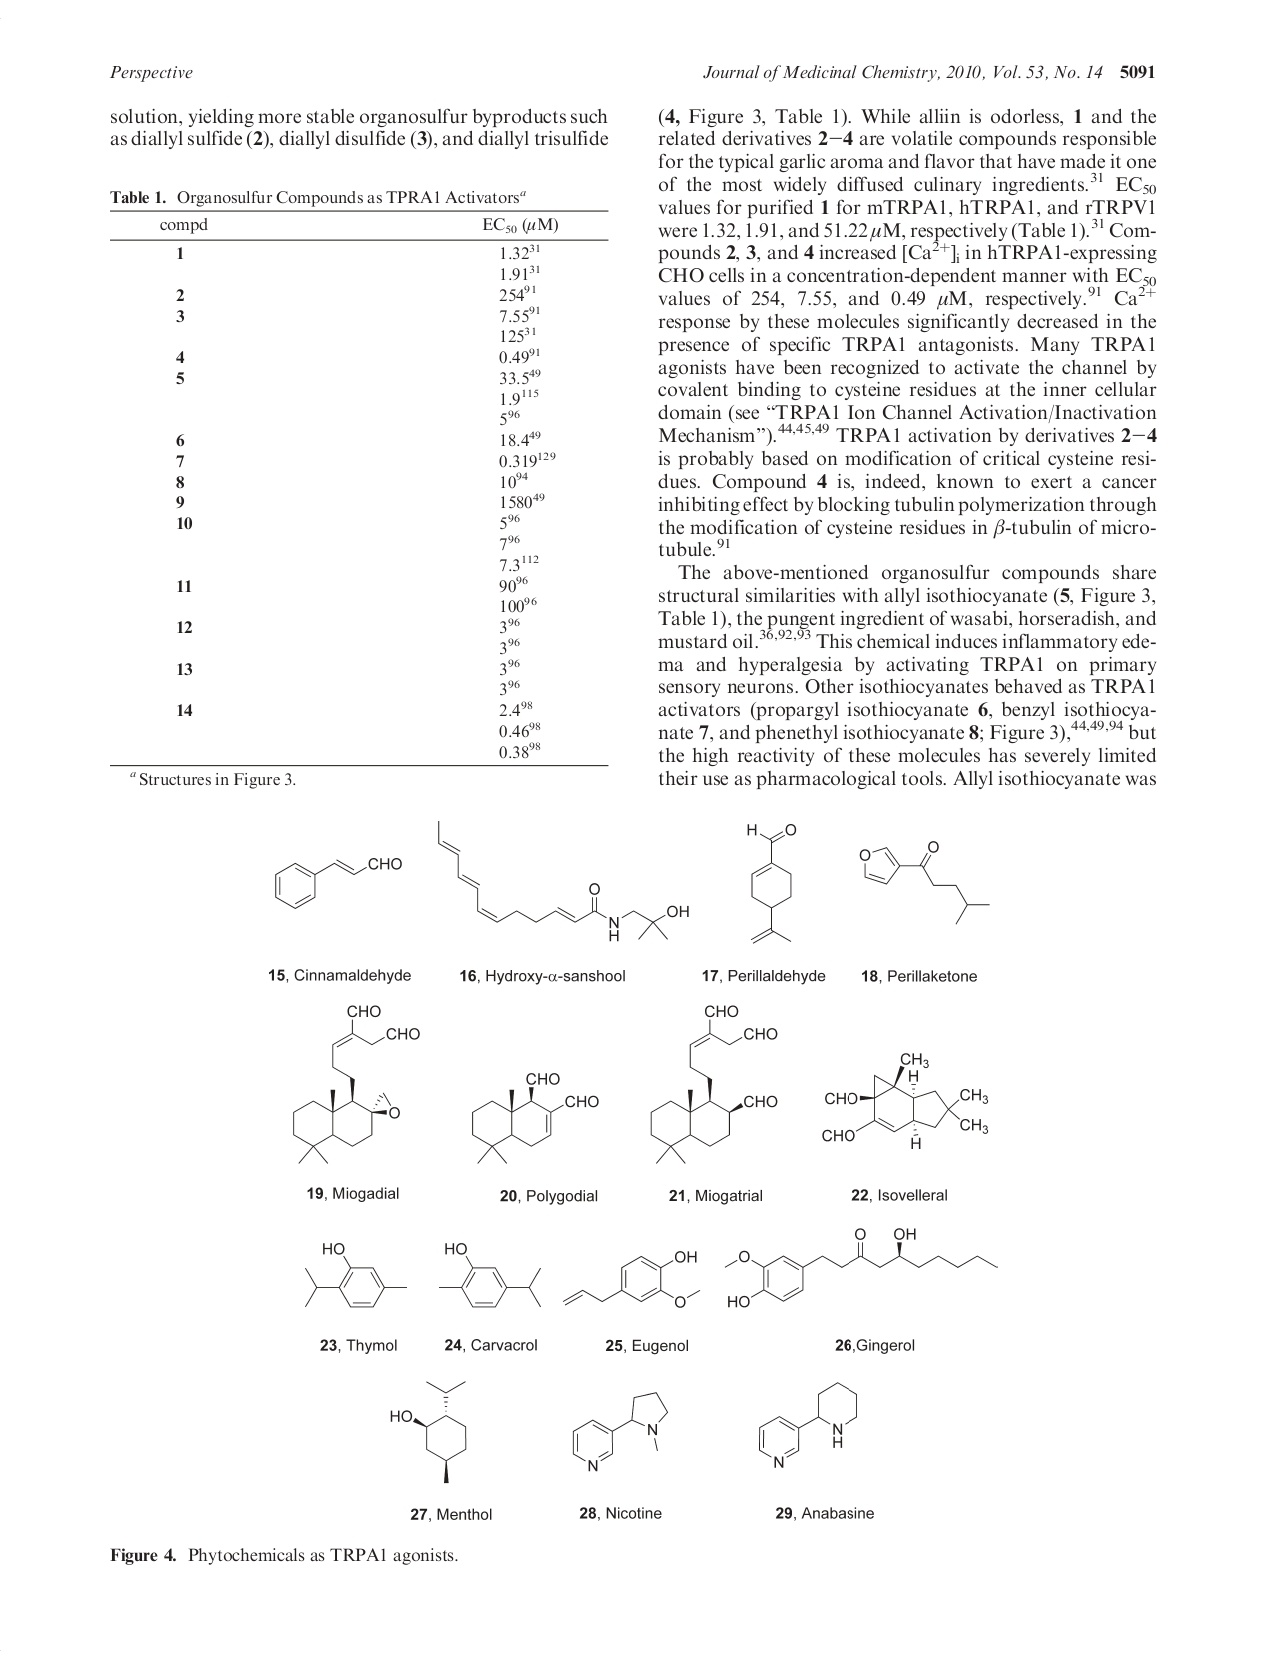 Perspective
Journal of Medicinal Chemistry, 2010, Vol. 53, No. 14 5091
solution, yielding more stable organosulfur byproducts such
as diallyl sulfide (2), diallyl disulfide (3), and diallyl trisulfide
Table 1. Organosulfur Compounds as TPRA1 Activators^a
compd EC50 (μM)
1 1.32^31
1.91^31
2 254^91
3 7.55^91
125^31
4 0.49^91
5 33.5^49
1.9^115
5^96
6 18.4^49
7 0.319^129
8 10^94
9 1580^49
10 5^96
7^96
7.3^112
11 90^96
100^96
12 3^96
3^96
13 3^96
3^96
14 2.4^98
0.46^98
0.38^98
^a Structures in Figure 3.
(4, Figure 3, Table 1). While alliin is odorless, 1 and the
related derivatives 2−4 are volatile compounds responsible
for the typical garlic aroma and flavor that have made it one
of the most widely diffused culinary ingredients.^31 EC50
values for purified 1 for mTRPA1, hTRPA1, and rTRPV1
were 1.32, 1.91, and 51.22 μM, respectively (Table 1).^31 Com-
pounds 2, 3, and 4 increased [Ca^2+]i in hTRPA1-expressing
CHO cells in a concentration-dependent manner with EC50
values of 254, 7.55, and 0.49 μM, respectively.^91 Ca^2+
response by these molecules significantly decreased in the
presence of specific TRPA1 antagonists. Many TRPA1
agonists have been recognized to activate the channel by
covalent binding to cysteine residues at the inner cellular
domain (see “TRPA1 Ion Channel Activation/Inactivation
Mechanism”).^44,45,49 TRPA1 activation by derivatives 2−4
is probably based on modification of critical cysteine resi-
dues. Compound 4 is, indeed, known to exert a cancer
inhibiting effect by blocking tubulin polymerization through
the modification of cysteine residues in β-tubulin of micro-
tubule.^91
The above-mentioned organosulfur compounds share
structural similarities with allyl isothiocyanate (5, Figure 3,
Table 1), the pungent ingredient of wasabi, horseradish, and
mustard oil.^36,92,93 This chemical induces inflammatory ede-
ma and hyperalgesia by activating TRPA1 on primary
sensory neurons. Other isothiocyanates behaved as TRPA1
activators (propargyl isothiocyanate 6, benzyl isothiocya-
nate 7, and phenethyl isothiocyanate 8; Figure 3),^44,49,94 but
the high reactivity of these molecules has severely limited
their use as pharmacological tools. Allyl isothiocyanate was
CHO
O
N
H
OH
H
O
O
O
15, Cinnamaldehyde
16, Hydroxy-α-sanshool
17, Perillaldehyde
18, Perillaketone
CHO
CHO
O
CHO
CHO
CHO
CHO
CHO
CH3
H
CHO
CHO
CH3
CH3
H
19, Miogadial
20, Polygodial
21, Miogatrial
22, Isovelleral
HO
HO
OH
O
O
HO
O
OH
23, Thymol
24, Carvacrol
25, Eugenol
26,Gingerol
HO
N
N
N
N
H
27, Menthol
28, Nicotine
29, Anabasine
Figure 4. Phytochemicals as TRPA1 agonists.